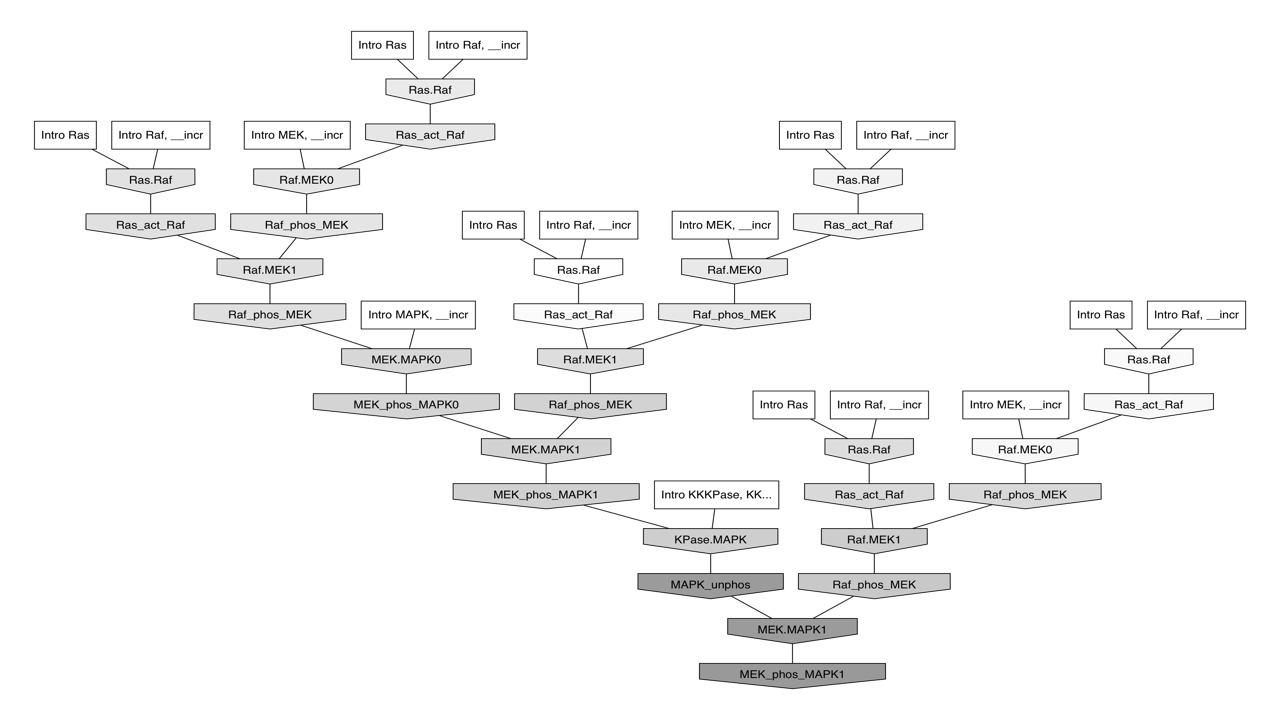 Intro Ras
Intro Raf, __incr
Ras.Raf
Intro Ras
Intro Raf, __incr
Intro MEK, __incr
Ras_act_Raf
Intro Ras
Intro Raf, __incr
Ras.Raf
Raf.MEK0
Ras.Raf
Ras_act_Raf
Raf_phos_MEK
Intro Ras
Intro Raf, __incr
Intro MEK, __incr
Ras_act_Raf
Raf.MEK1
Ras.Raf
Raf.MEK0
Raf_phos_MEK
Intro MAPK, __incr
Ras_act_Raf
Raf_phos_MEK
Intro Ras
Intro Raf, __incr
MEK.MAPK0
Raf.MEK1
Ras.Raf
MEK_phos_MAPK0
Raf_phos_MEK
Intro Ras
Intro Raf, __incr
Intro MEK, __incr
Ras_act_Raf
MEK.MAPK1
Ras.Raf
Raf.MEK0
MEK_phos_MAPK1
Intro KKKPase, KK...
Ras_act_Raf
Raf_phos_MEK
KPase.MAPK
Raf.MEK1
MAPK_unphos
Raf_phos_MEK
MEK.MAPK1
MEK_phos_MAPK1